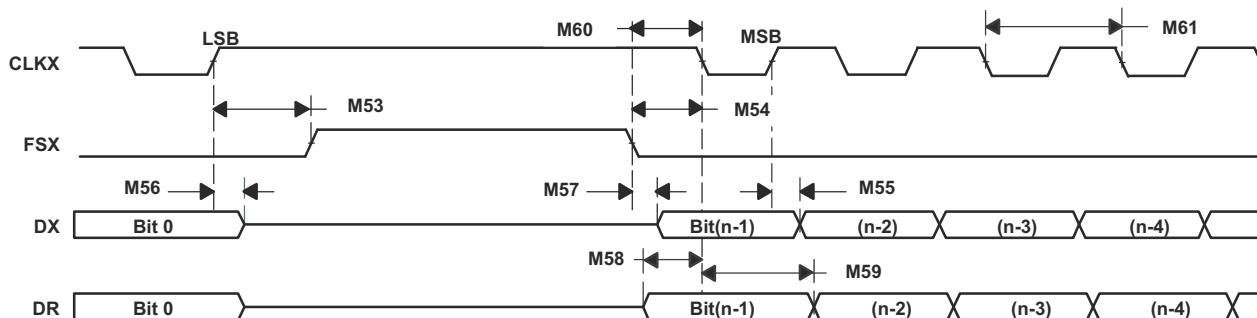 LSB M60 MSB M61
CLKX
M53 M54
FSX
M56 M57 M55
DX Bit 0 Bit(n-1) (n-2) (n-3) (n-4)
M58 M59
DR Bit 0 Bit(n-1) (n-2) (n-3) (n-4)